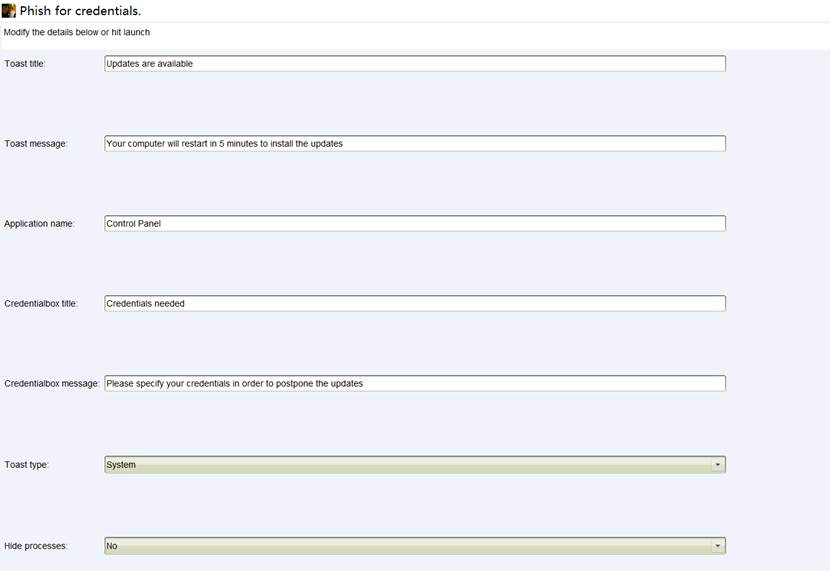 Phish for credentials.
Modify the details below or hit launch
Toast title: Updates are available
Toast message: Your computer will restart in 5 minutes to install the updates
Application name: Control Panel
Credentialbox title: Credentials needed
Credentialbox message: Please specify your credentials in order to postpone the updates
Toast type: System
Hide processes: No